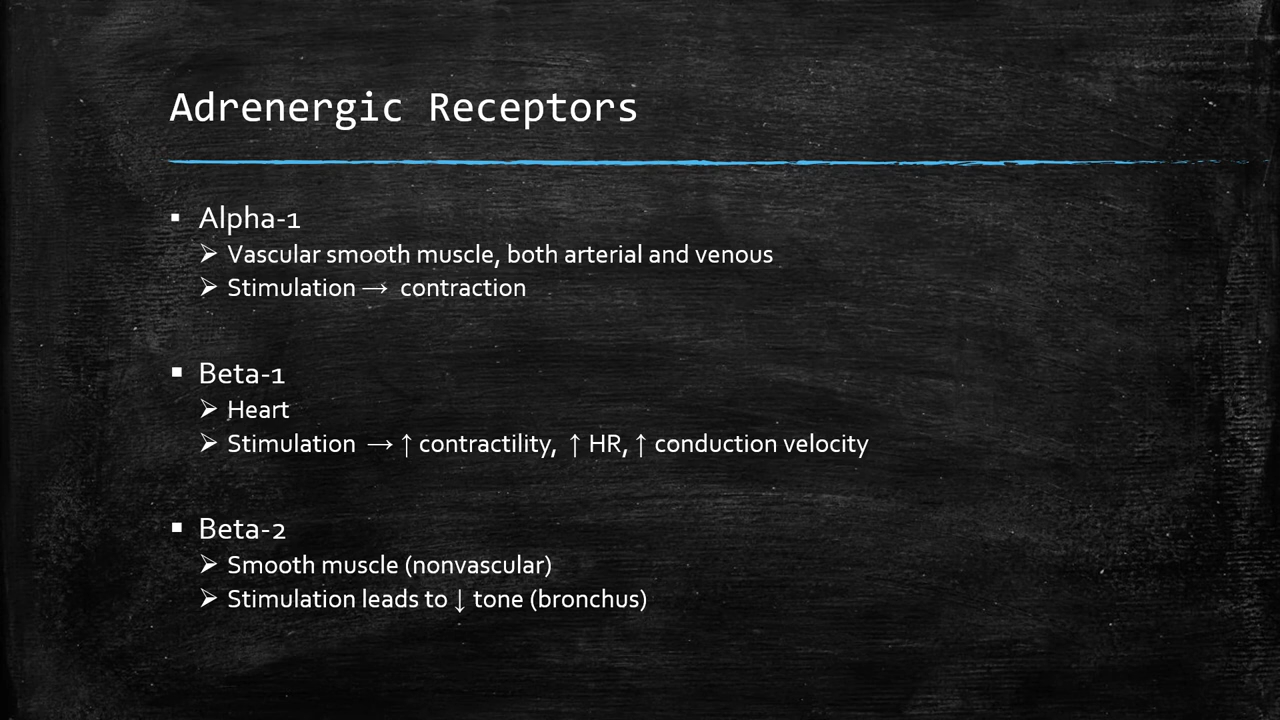 Adrenergic Receptors
▪ Alpha-1
➢ Vascular smooth muscle, both arterial and venous
➢ Stimulation → contraction
▪ Beta-1
➢ Heart
➢ Stimulation → ↑ contractility, ↑ HR, ↑ conduction velocity
▪ Beta-2
➢ Smooth muscle (nonvascular)
➢ Stimulation leads to ↓ tone (bronchus)